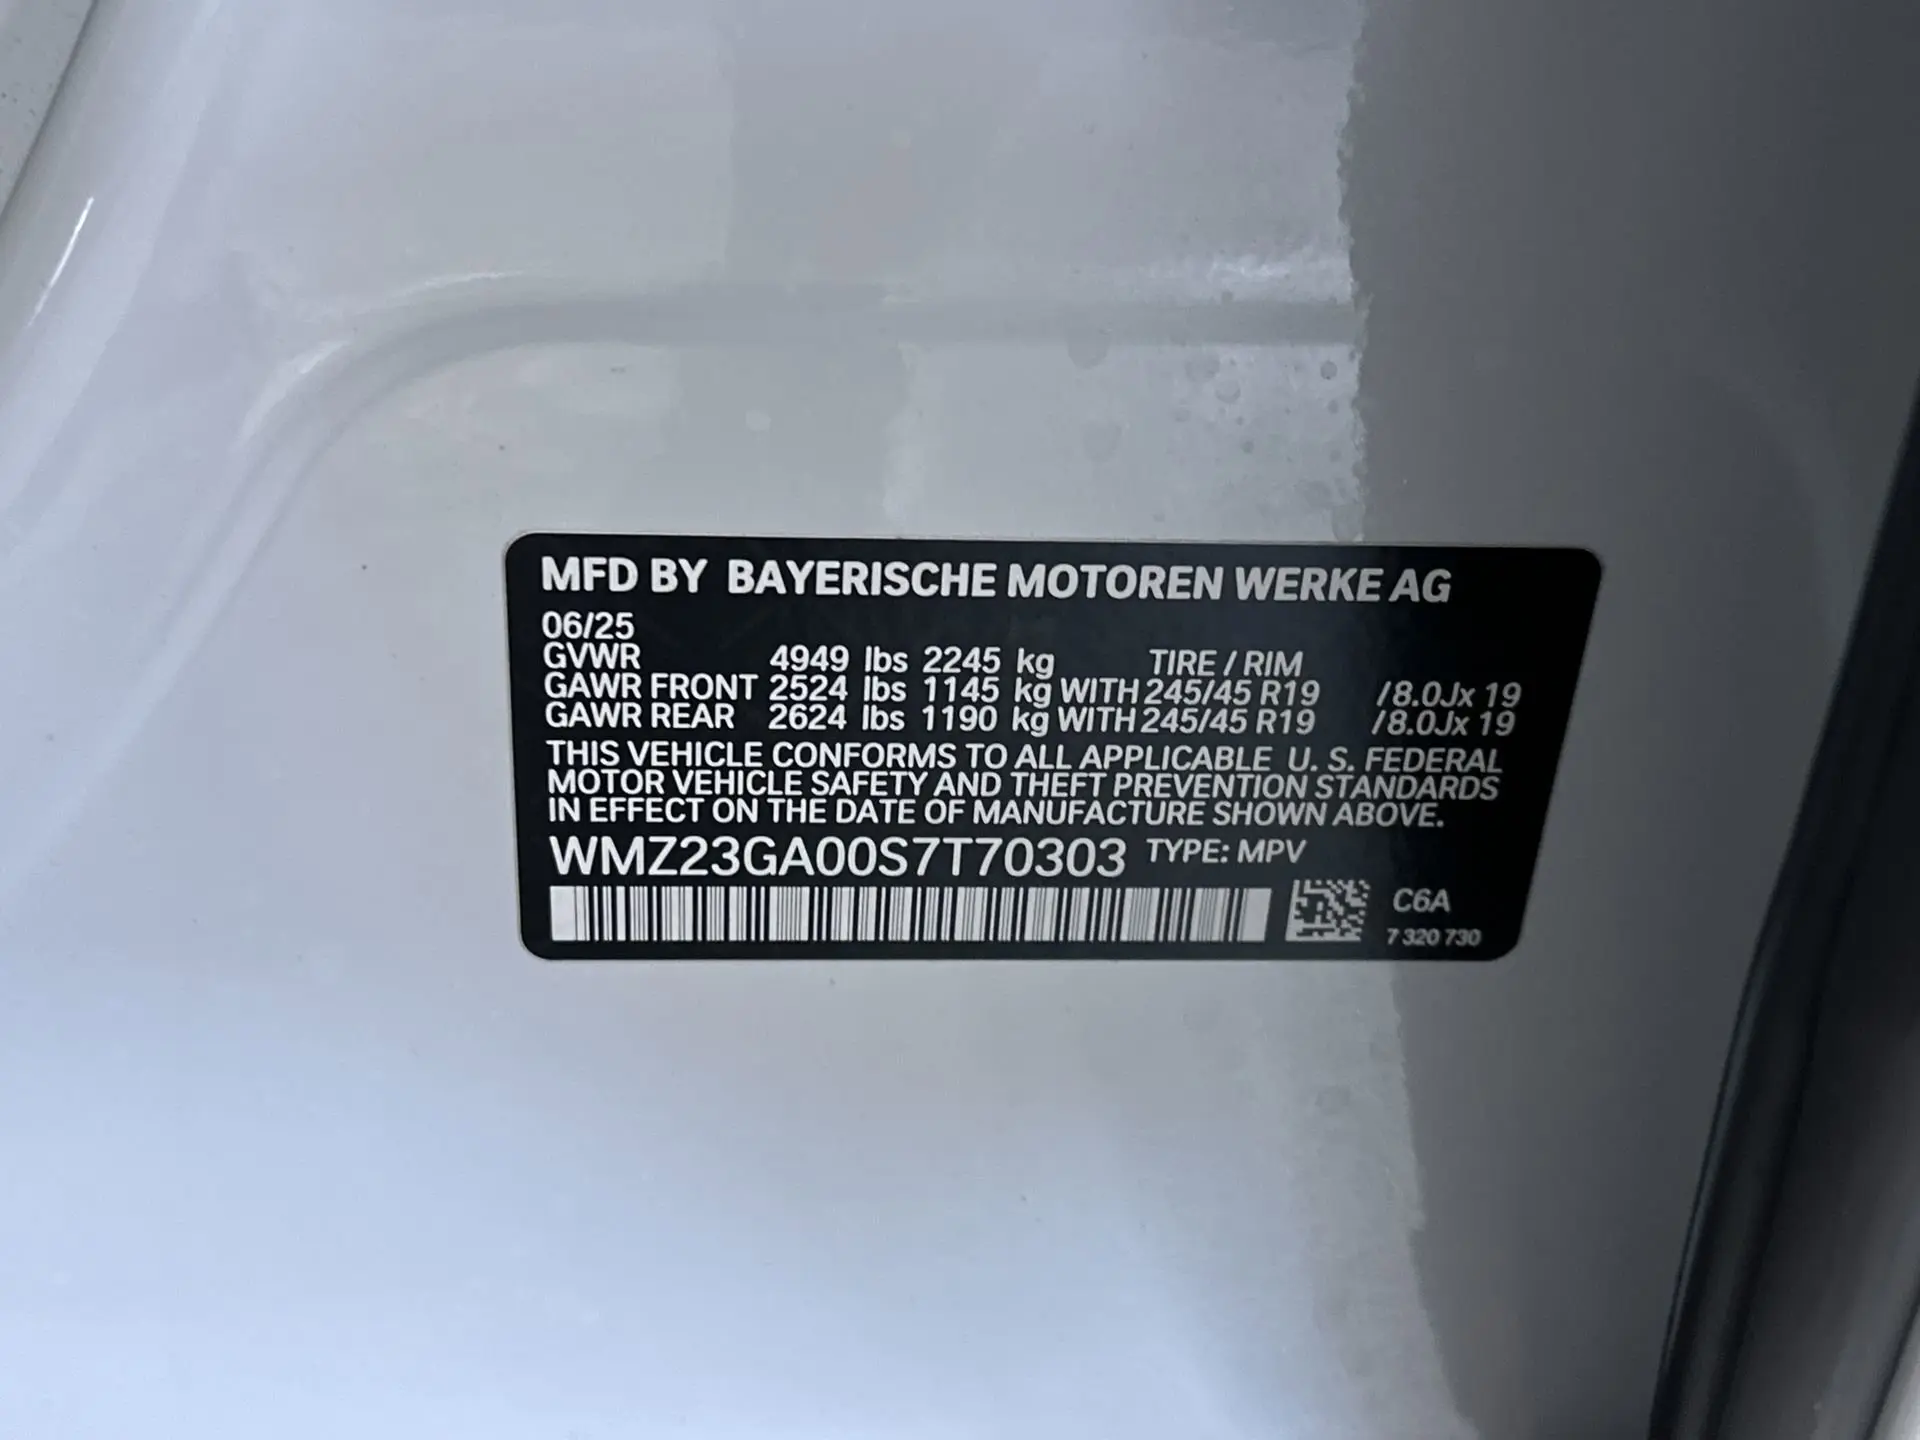 MFD BY BAYERISCHE MOTOREN WERKE AG
06/25
GVWR 4949 lbs 2245 kg TIRE / RIM
GAWR FRONT 2524 lbs 1145 kg WITH 245/45 R19 /8.0Jx 19
GAWR REAR 2624 lbs 1190 kg WITH 245/45 R19 /8.0Jx 19
THIS VEHICLE CONFORMS TO ALL APPLICABLE U. S. FEDERAL
MOTOR VEHICLE SAFETY AND THEFT PREVENTION STANDARDS
IN EFFECT ON THE DATE OF MANUFACTURE SHOWN ABOVE.
WMZ23GA00S7T70303 TYPE: MPV
C6A
7 320 730